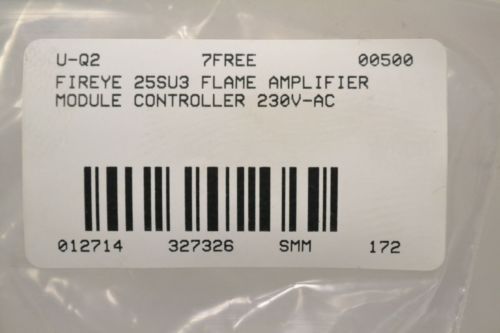 U-Q2 7FREE 00500
FIREYE 25SU3 FLAME AMPLIFIER
MODULE CONTROLLER 230V-AC
012714 327326 SMM 172